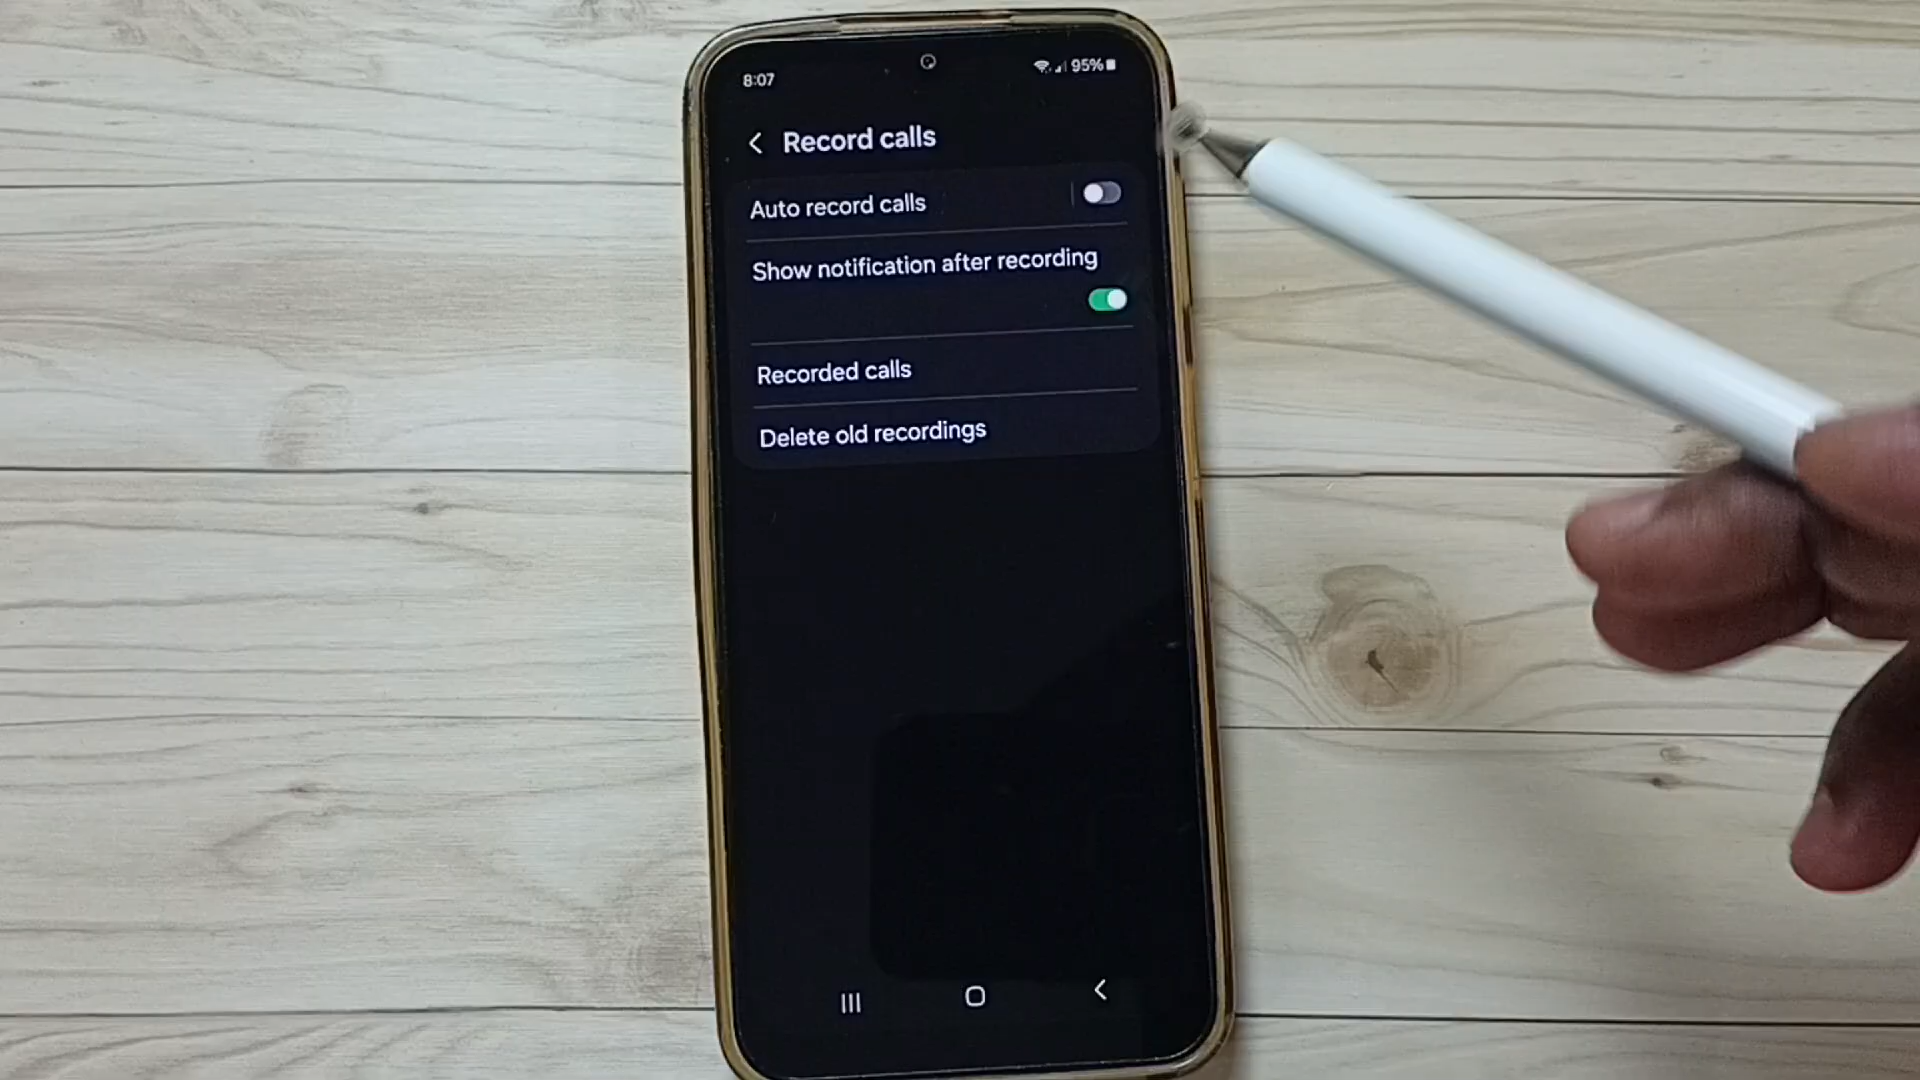 8:07
95%
Record calls
Auto record calls
Show notification after recording
Recorded calls
Delete old recordings